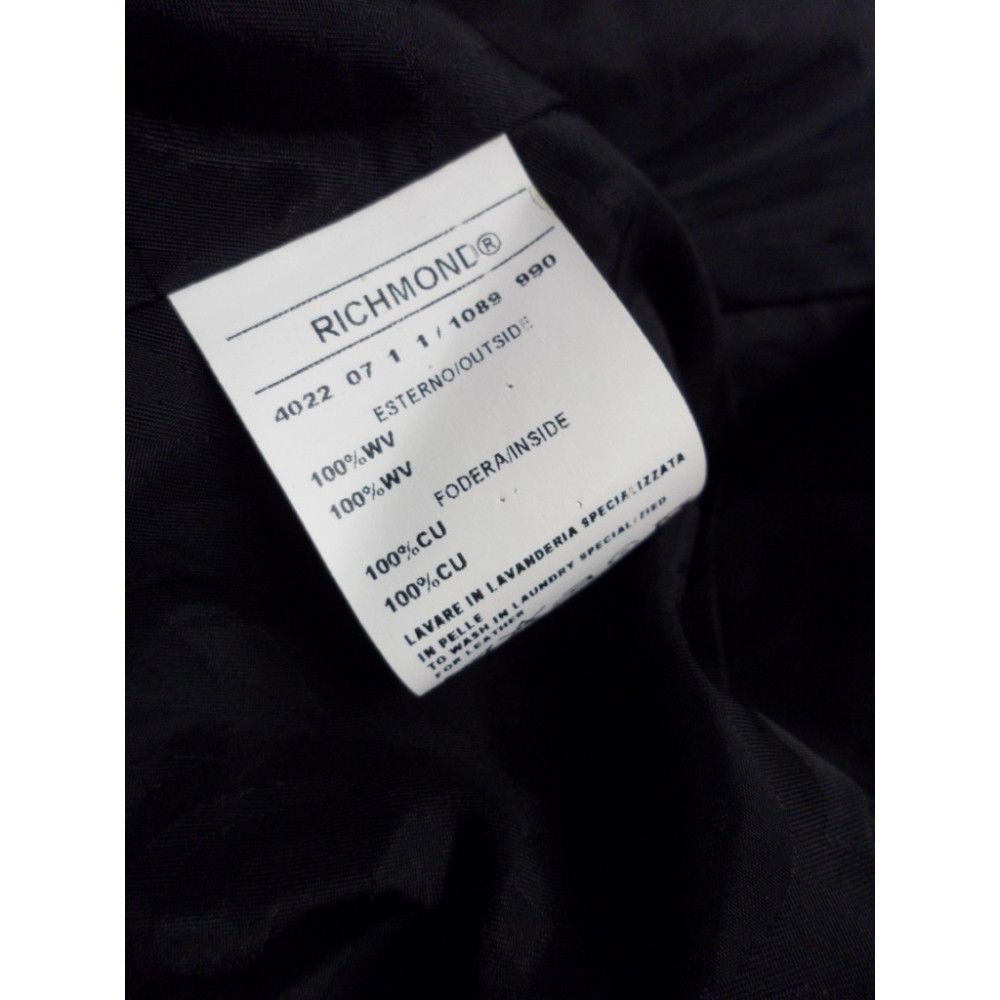 RICHMOND®
4022 07 1 1/1089 990
ESTERNO/OUTSIDE
100%WV
100%WV
FODERA/INSIDE
100%CU
100%CU
LAVARE IN LAVANDERIA SPECIALIZZATA
IN PELLE
TO WASH IN LAUNDRY SPECIALIZIED
FOR LEATHER